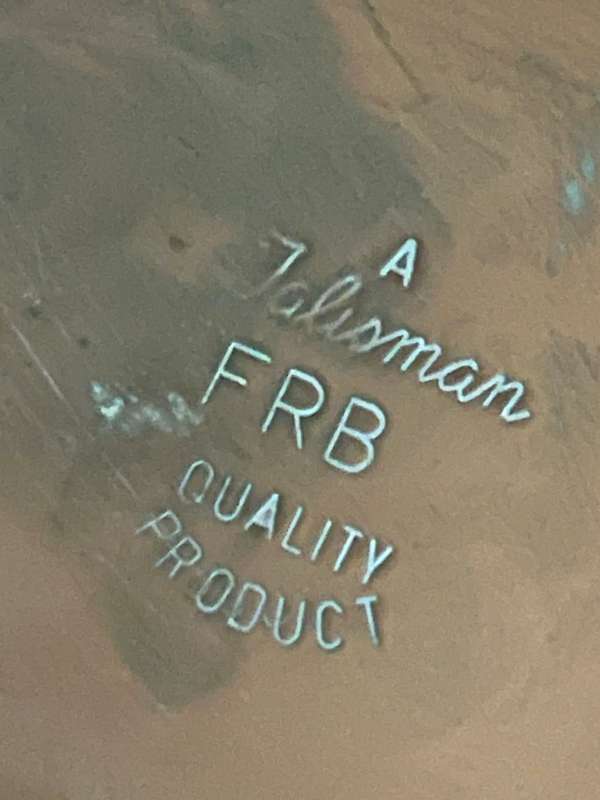 A
Talisman
FRB
QUALITY
PRODUCT